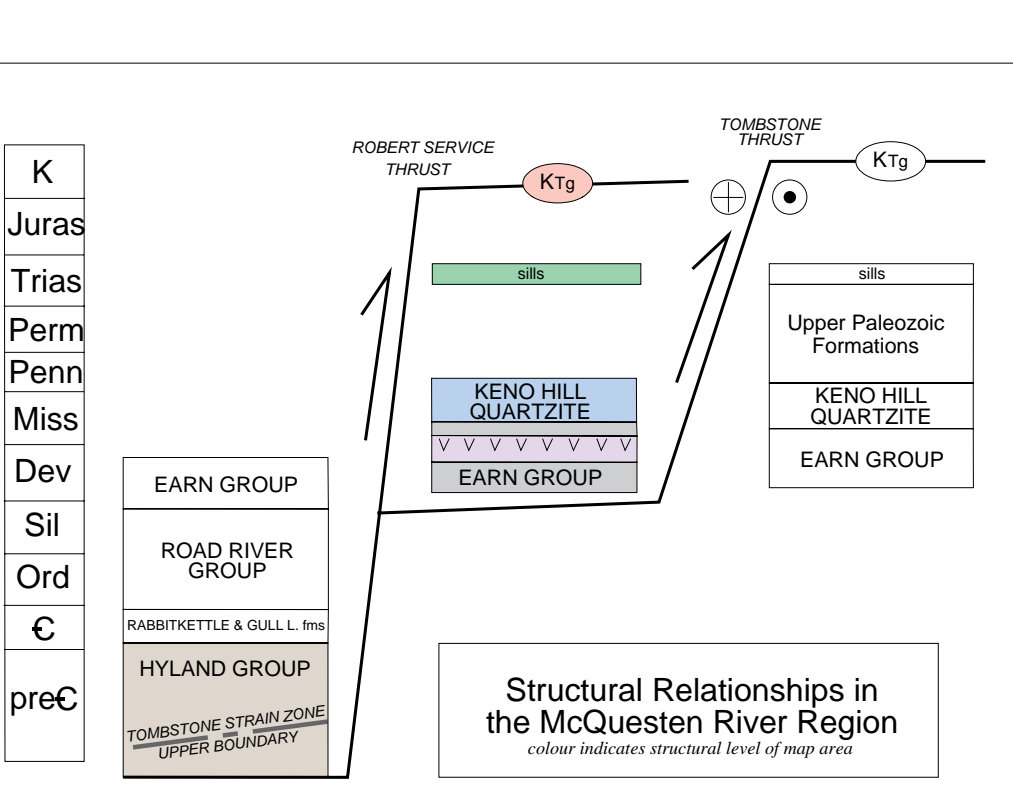 K
Juras
Trias
Perm
Penn
Miss
Dev
Sil
Ord
Є
preЄ
ROBERT SERVICE
THRUST
KTg
TOMBSTONE
THRUST
KTg
sills
KENO HILL
QUARTZITE
V V V V V V V V
EARN GROUP
sills
Upper Paleozoic
Formations
KENO HILL
QUARTZITE
EARN GROUP
EARN GROUP
ROAD RIVER
GROUP
RABBITKETTLE & GULL L. fms
HYLAND GROUP
TOMBSTONE STRAIN ZONE
UPPER BOUNDARY
Structural Relationships in
the McQuesten River Region
colour indicates structural level of map area